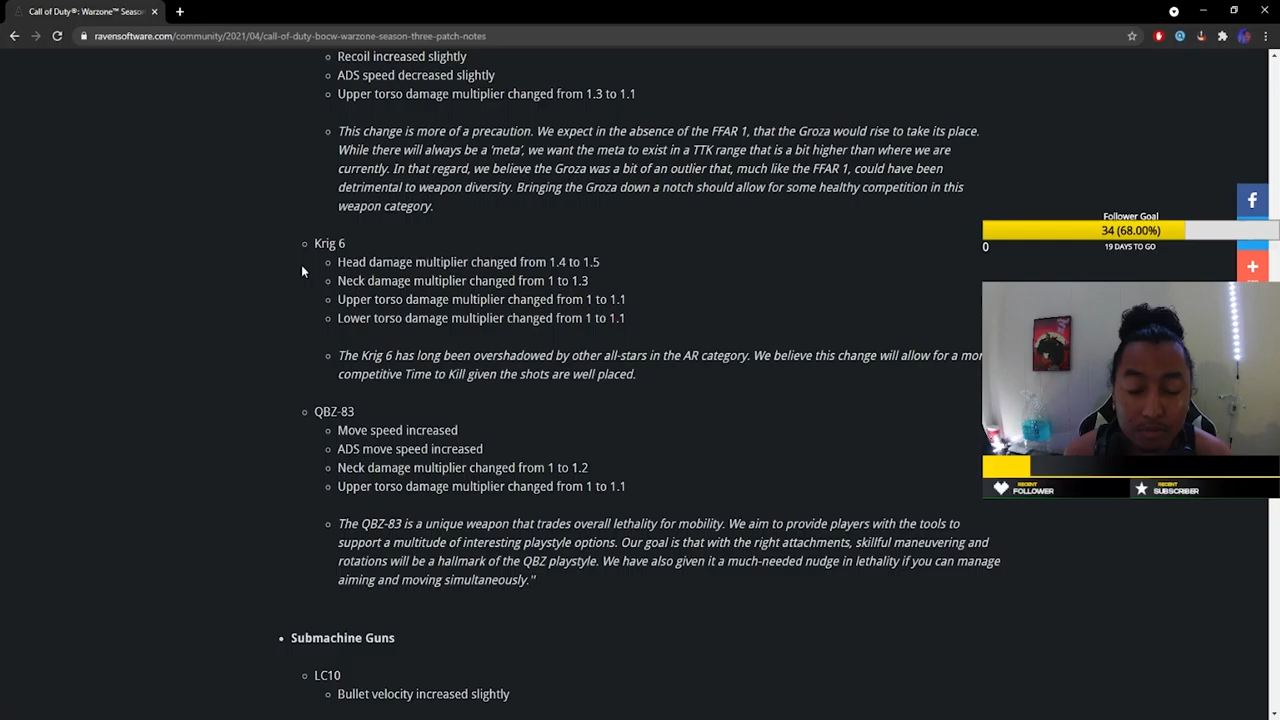 Call of Duty®: Warzone™ Seaso
ravensoftware.com/community/2021/04/call-of-duty-bocw-warzone-season-three-patch-notes
Recoil increased slightly
ADS speed decreased slightly
Upper torso damage multiplier changed from 1.3 to 1.1
This change is more of a precaution. We expect in the absence of the FFAR 1, that the Groza would rise to take its place.
While there will always be a ‘meta’, we want the meta to exist in a TTK range that is a bit higher than where we are
currently. In that regard, we believe the Groza was a bit of an outlier that, much like the FFAR 1, could have been
detrimental to weapon diversity. Bringing the Groza down a notch should allow for some healthy competition in this
weapon category.
Krig 6
Head damage multiplier changed from 1.4 to 1.5
Neck damage multiplier changed from 1 to 1.3
Upper torso damage multiplier changed from 1 to 1.1
Lower torso damage multiplier changed from 1 to 1.1
The Krig 6 has long been overshadowed by other all-stars in the AR category. We believe this change will allow for a mor
competitive Time to Kill given the shots are well placed.
QBZ-83
Move speed increased
ADS move speed increased
Neck damage multiplier changed from 1 to 1.2
Upper torso damage multiplier changed from 1 to 1.1
The QBZ-83 is a unique weapon that trades overall lethality for mobility. We aim to provide players with the tools to
support a multitude of interesting playstyle options. Our goal is that with the right attachments, skillful maneuvering and
rotations will be a hallmark of the QBZ playstyle. We have also given it a much-needed nudge in lethality if you can manage
aiming and moving simultaneously."
Submachine Guns
LC10
Bullet velocity increased slightly
Follower Goal
34 (68.00%)
0
19 DAYS TO GO
RECENT
FOLLOWER
RECENT
SUBSCRIBER